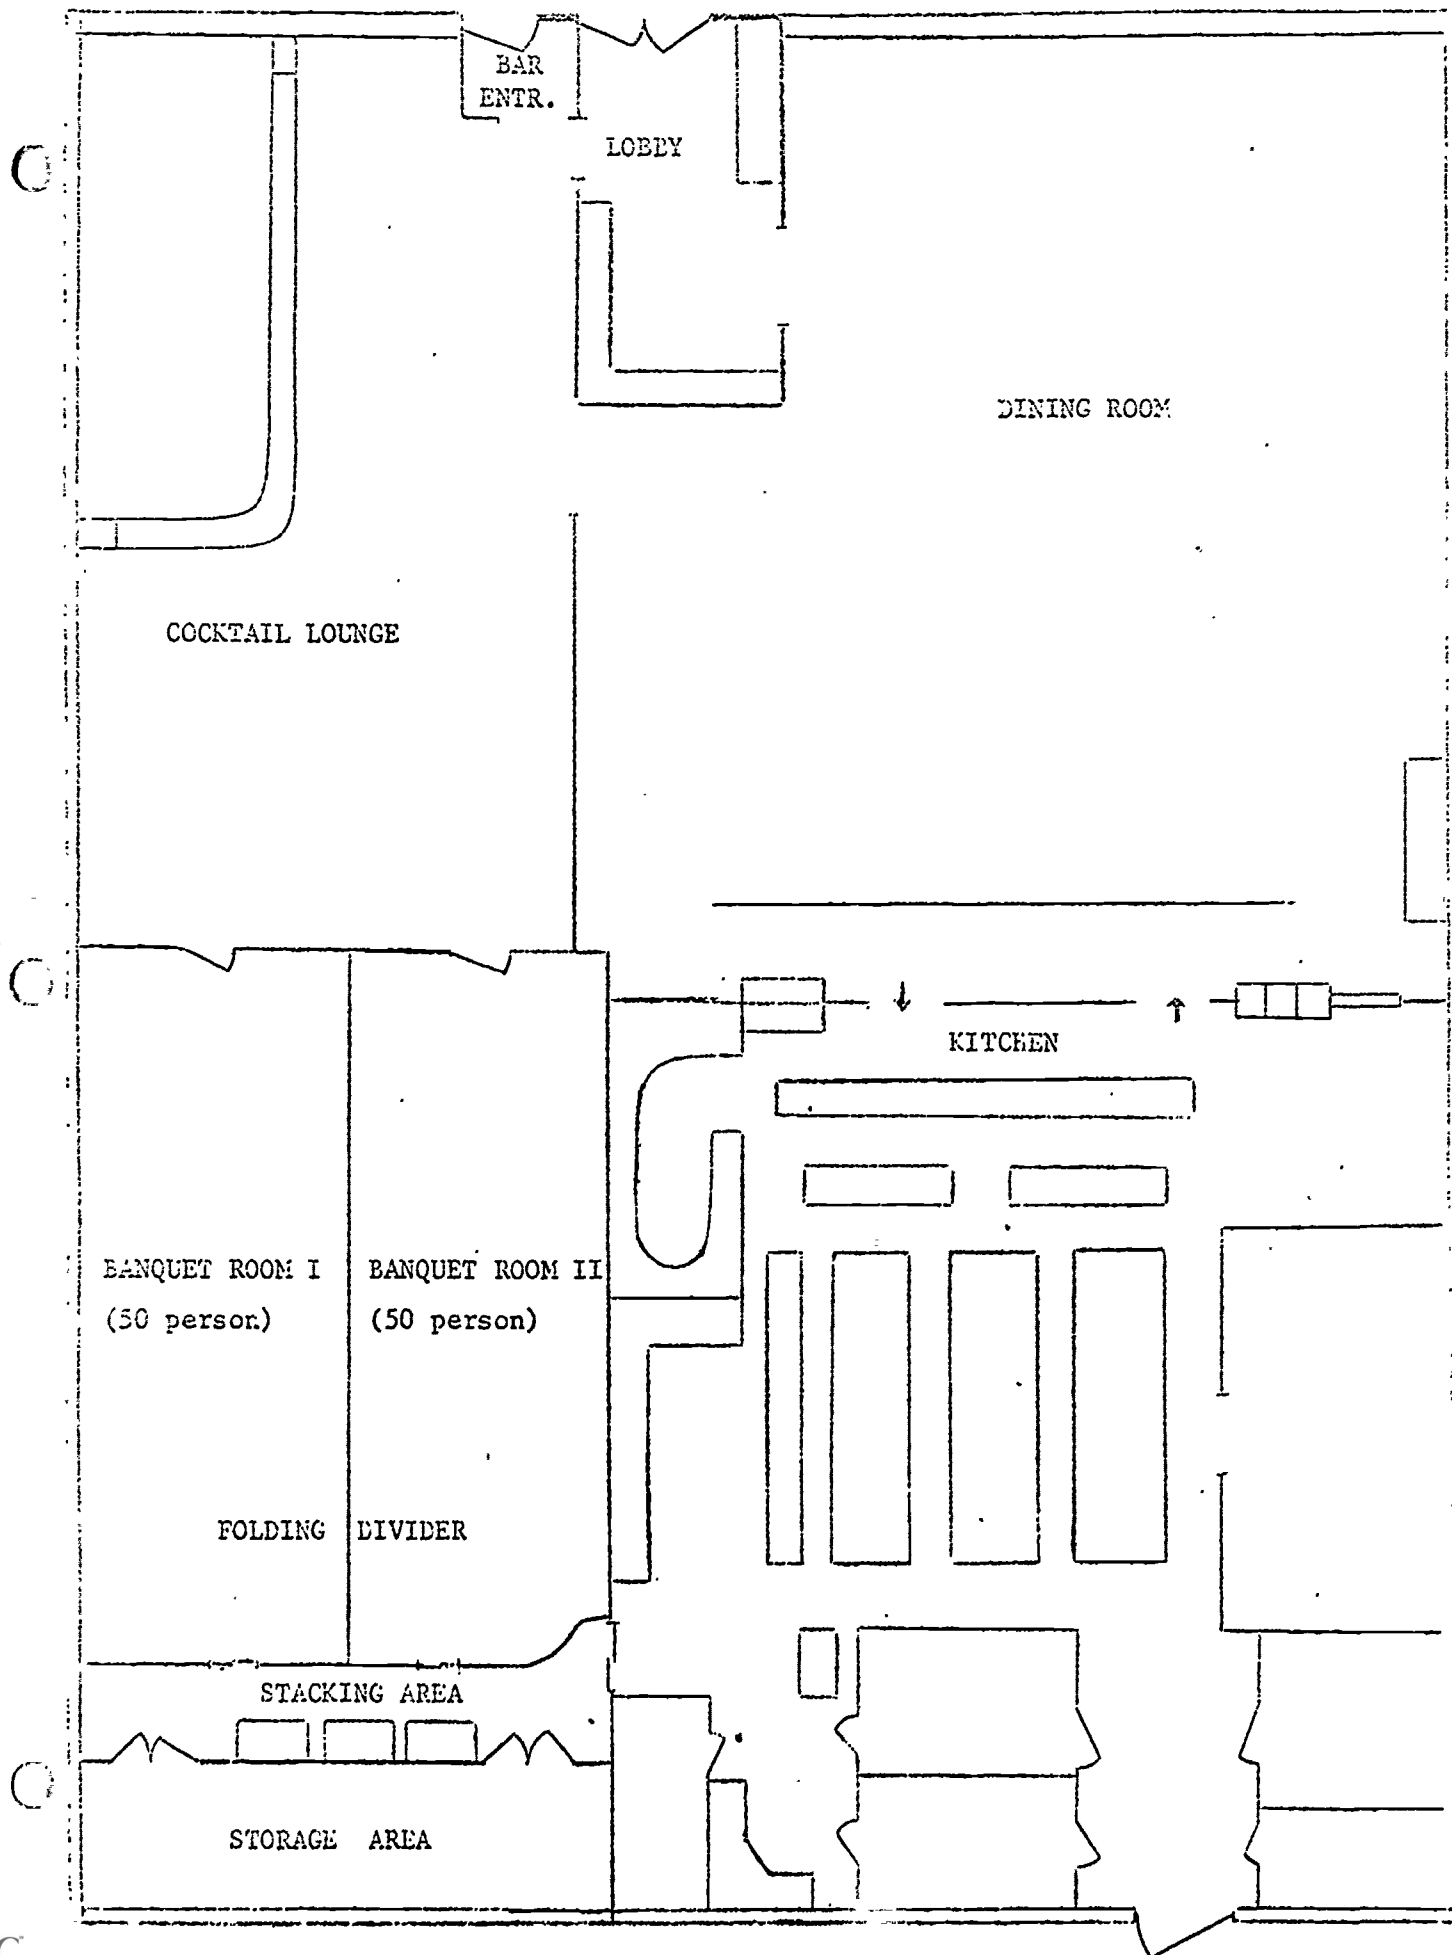 BAR
ENTR.
LOBBY
DINING ROOM
COCKTAIL LOUNGE
KITCHEN
BANQUET ROOM I
(50 person)
BANQUET ROOM II
(50 person)
FOLDING DIVIDER
STACKING AREA
STORAGE AREA